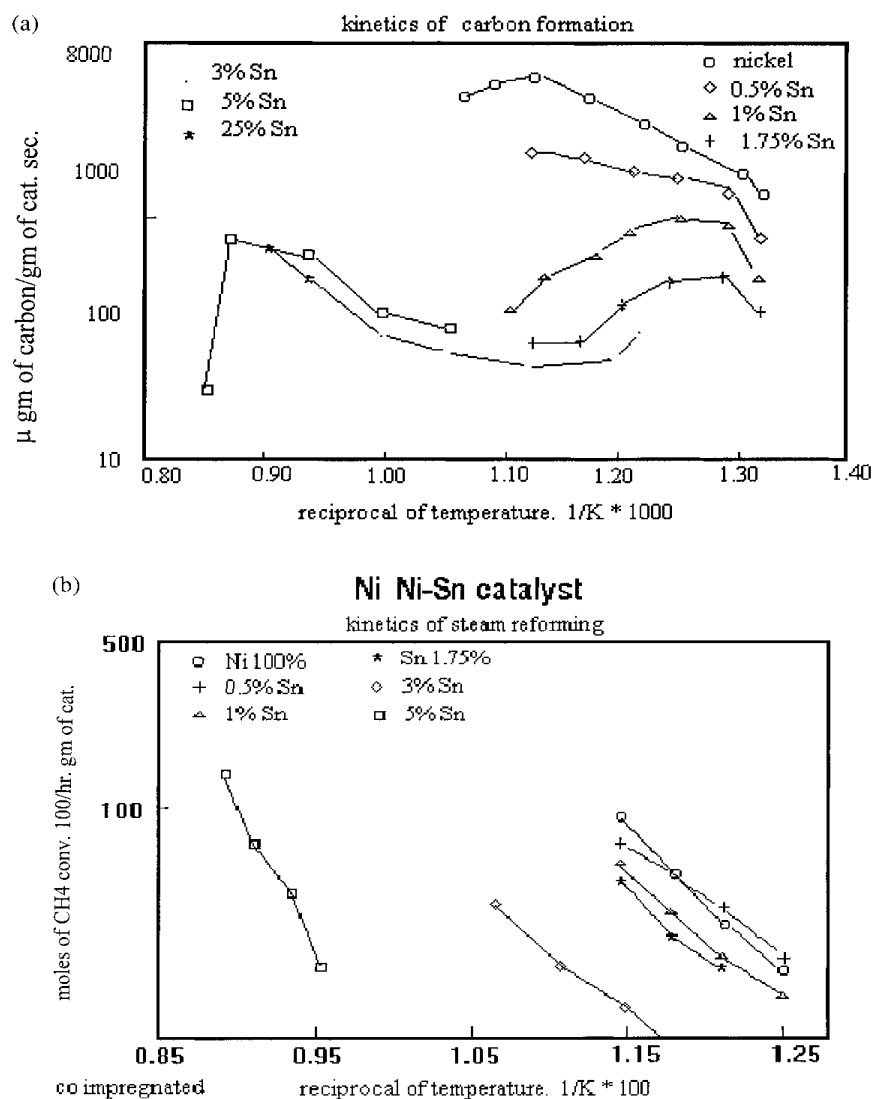 (a)
kinetics of carbon formation
8000
1000
100
10
μ gm of carbon/gm of cat. sec.
3% Sn
5% Sn
25% Sn
nickel
0.5% Sn
1% Sn
1.75% Sn
0.80 0.90 1.00 1.10 1.20 1.30 1.40
reciprocal of temperature. 1/K * 1000
(b)
Ni Ni-Sn catalyst
kinetics of steam reforming
500
100
moles of CH4 conv. 100/hr. gm of cat.
Ni 100% Sn 1.75%
0.5% Sn 3% Sn
1% Sn 5% Sn
0.85 0.95 1.05 1.15 1.25
co impregnated reciprocal of temperature. 1/K * 100